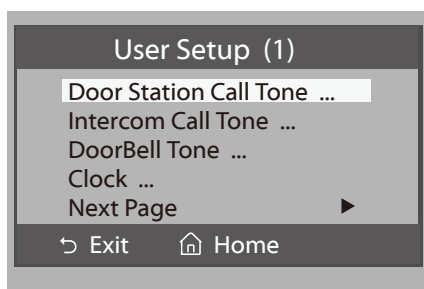 User Setup (1)
Door Station Call Tone ...
Intercom Call Tone ...
DoorBell Tone ...
Clock ...
Next Page
Exit Home